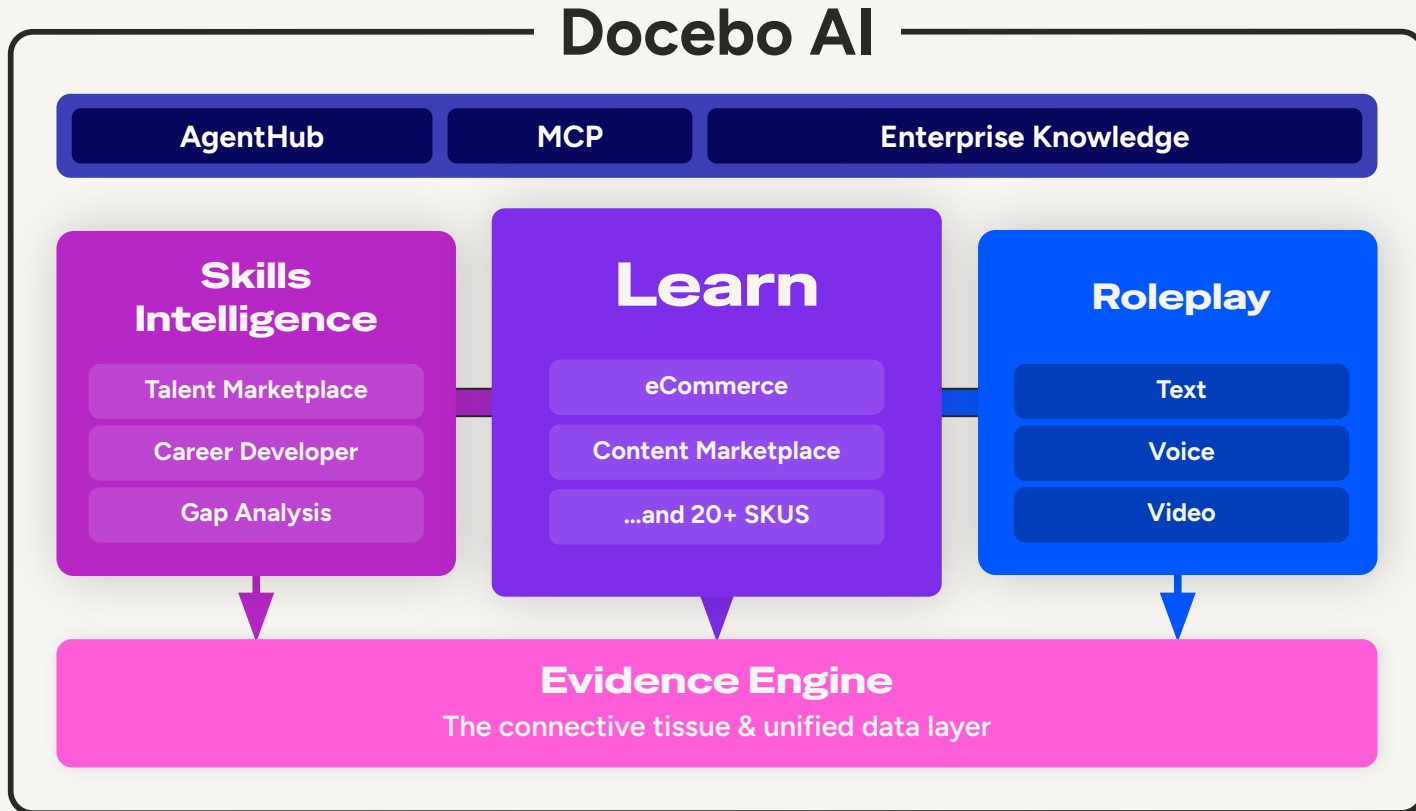 Docebo AI
AgentHub
MCP
Enterprise Knowledge
Skills
Intelligence
Talent Marketplace
Career Developer
Gap Analysis
Learn
eCommerce
Content Marketplace
...and 20+ SKUS
Roleplay
Text
Voice
Video
Evidence Engine
The connective tissue & unified data layer